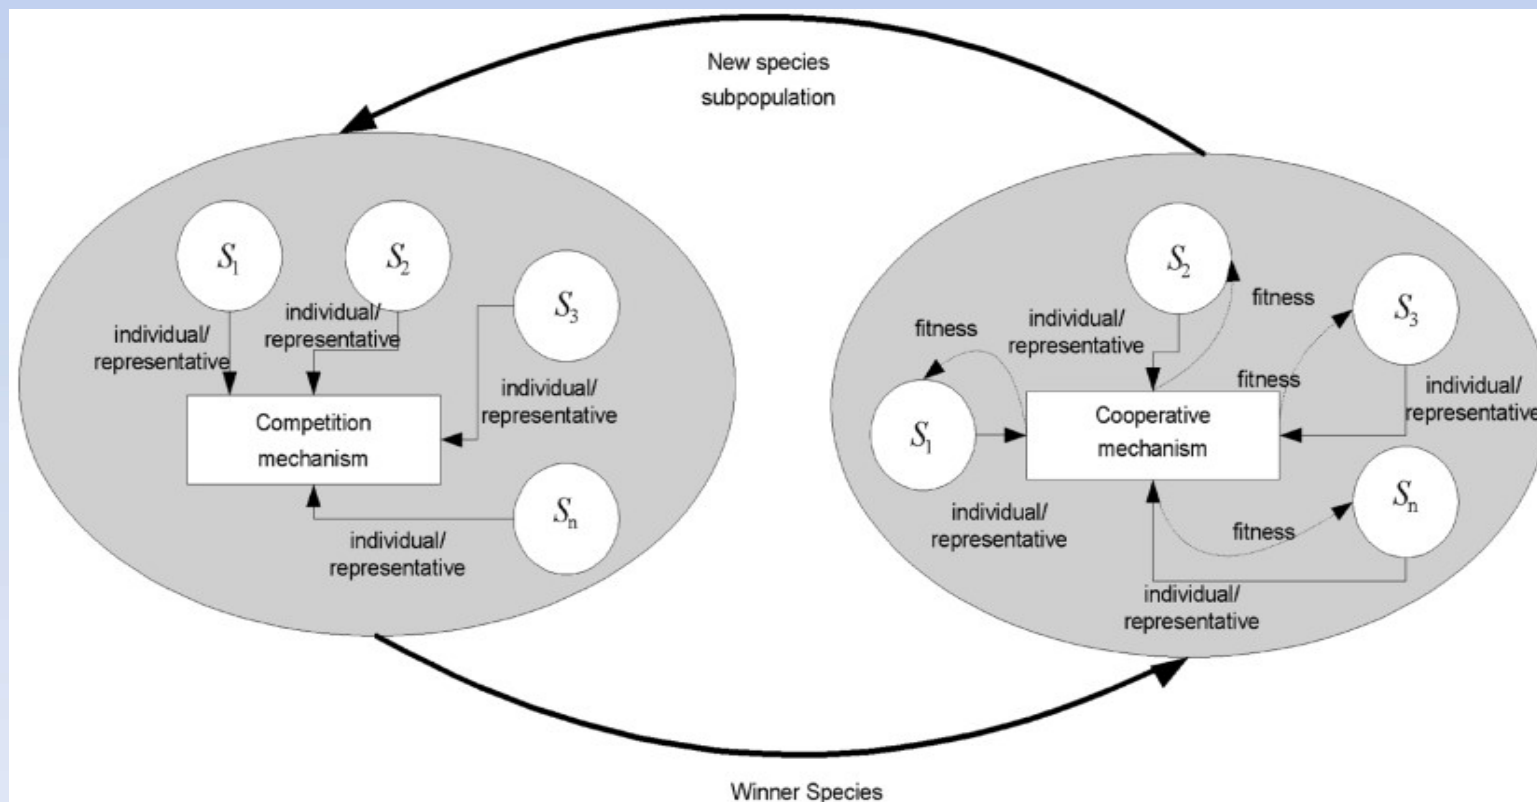 New species
subpopulation
S1
S2
S3
individual/
representative
individual/
representative
individual/
representative
Competition
mechanism
Sn
individual/
representative
S2
fitness
S3
individual/
representative
fitness
fitness
individual/
representative
Cooperative
mechanism
S1
Sn
individual/
representative
fitness
individual/
representative
Winner Species